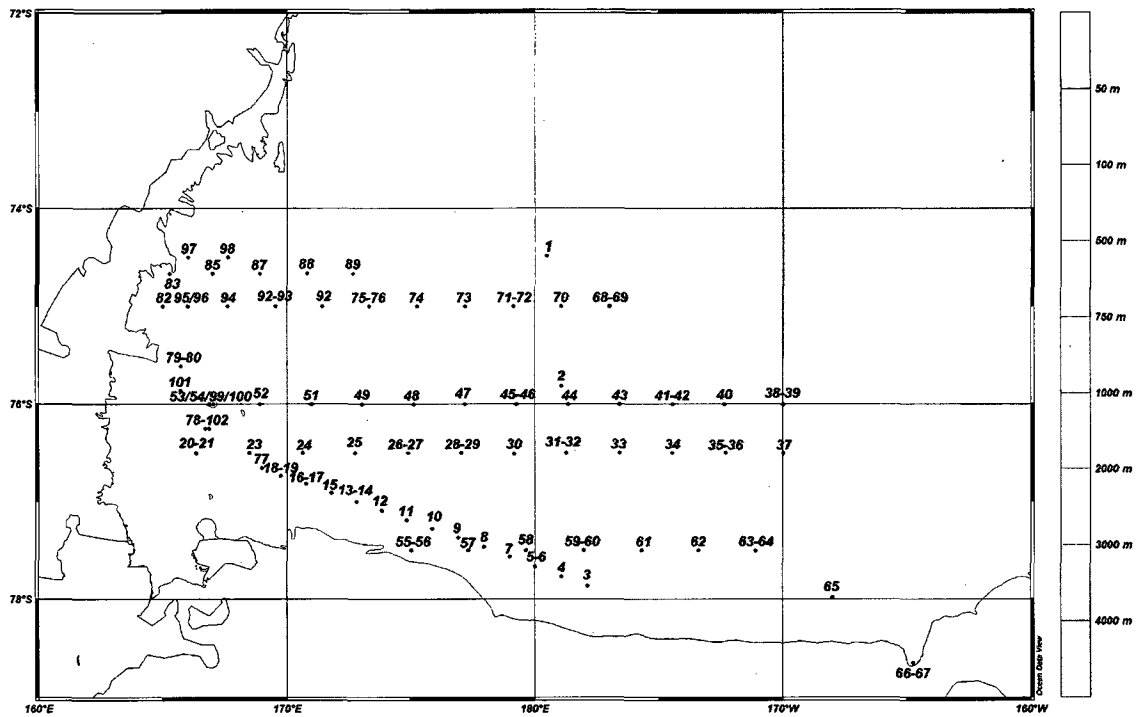 72°S
50 m
100 m
74°S
97 98 1 500 m
83 85 87 88 89
82 95/96 94 92-93 92 75-76 74 73 71-72 70 68-69
750 m
79-80
101 2
53/54/99/100 52 51 49 48 47 45-46 44 43 41-42 40 38-39 1000 m
76°S
78-102
20-21 23 24 25 26-27 28-29 30 31-32 33 34 35-36 37
77 18-19 2000 m
16-17 15 13-14
12
11 10
9 8
55-56 57 7 58 59-60 61 62 63-64 3000 m
5-6
4 3
65
78°S
4000 m
66-67
Ocean Data View
160°E 170°E 180°E 170°W 160°W